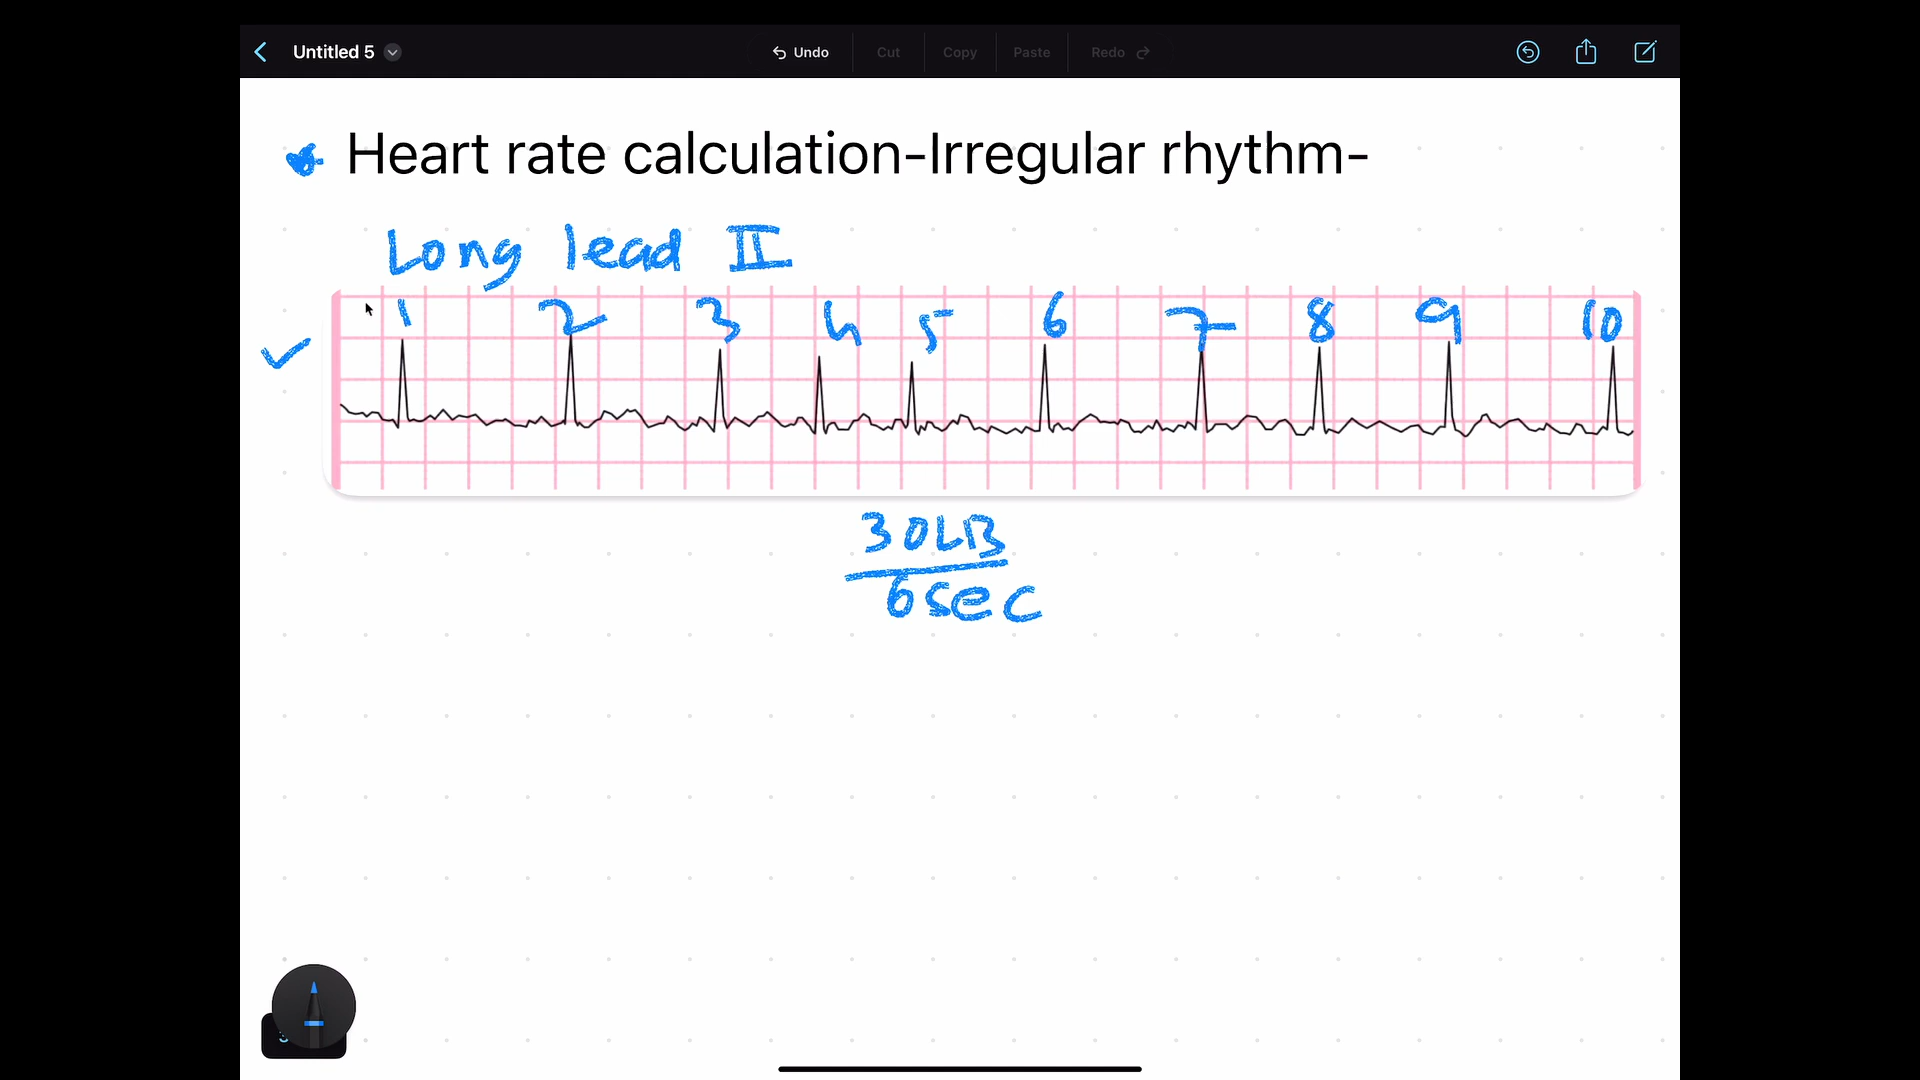 Untitled 5 Undo Cut Copy Paste Redo
Heart rate calculation-Irregular rhythm-
Long lead II
1 2 3 4 5 6 7 8 9 10
30LB
6sec